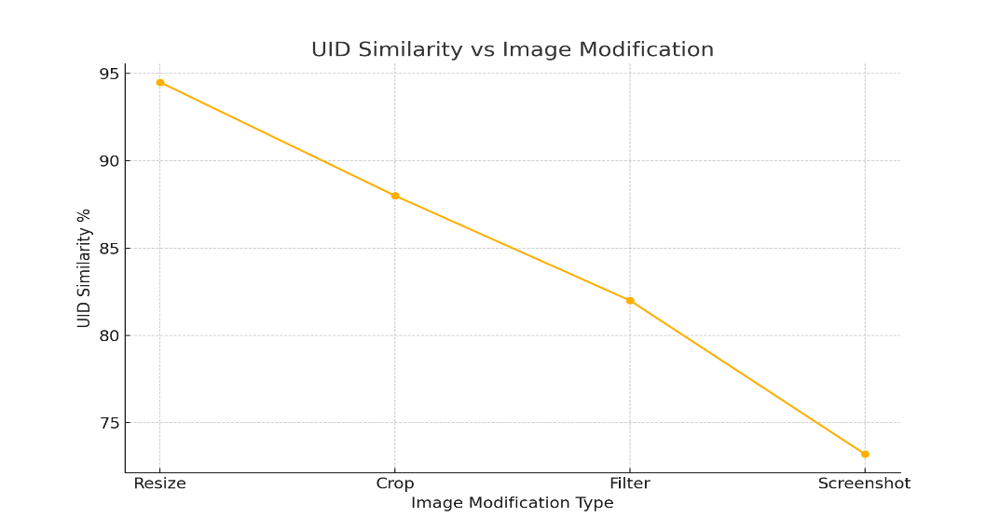 UID Similarity vs Image Modification
95
90
85
80
75
UID Similarity %
Resize Crop Filter Screenshot
Image Modification Type